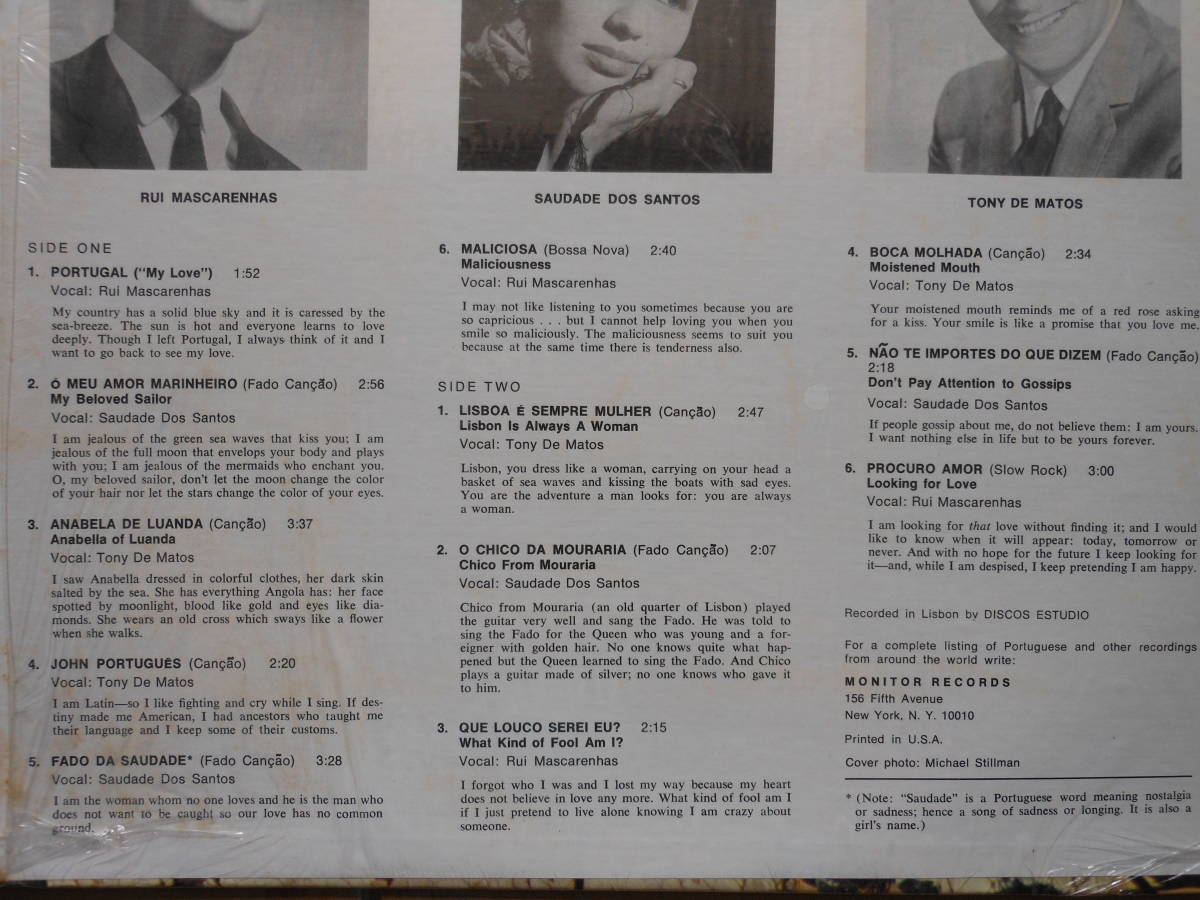 RUI MASCARENHAS
SAUDADE DOS SANTOS
TONY DE MATOS
SIDE ONE
1. PORTUGAL ("My Love") 1:52
Vocal: Rui Mascarenhas
My country has a solid blue sky and it is caressed by the
sea-breeze. The sun is hot and everyone learns to love
deeply. Though I left Portugal, I always think of it and I
want to go back to see my love.
2. Ó MEU AMOR MARINHEIRO (Fado Canção) 2:56
My Beloved Sailor
Vocal: Saudade Dos Santos
I am jealous of the green sea waves that kiss you; I am
jealous of the full moon that envelops your body and plays
with you; I am jealous of the mermaids who enchant you.
O, my beloved sailor, don't let the moon change the color
of your hair nor let the stars change the color of your eyes.
3. ANABELA DE LUANDA (Canção) 3:37
Anabella of Luanda
Vocal: Tony De Matos
I saw Anabella dressed in colorful clothes, her dark skin
salted by the sea. She has everything Angola has: her face
spotted by moonlight, blood like gold and eyes like dia-
monds. She wears an old cross which sways like a flower
when she walks.
4. JOHN PORTUGUÊS (Canção) 2:20
Vocal: Tony De Matos
I am Latin—so I like fighting and cry while I sing. If des-
tiny made me American, I had ancestors who taught me
their language and I keep some of their customs.
5. FADO DA SAUDADE* (Fado Canção) 3:28
Vocal: Saudade Dos Santos
I am the woman whom no one loves and he is the man who
does not want to be caught so our love has no common
ground.
6. MALICIOSA (Bossa Nova) 2:40
Maliciousness
Vocal: Rui Mascarenhas
I may not like listening to you sometimes because you are
so capricious . . . but I cannot help loving you when you
smile so maliciously. The maliciousness seems to suit you
because at the same time there is tenderness also.
SIDE TWO
1. LISBOA É SEMPRE MULHER (Canção) 2:47
Lisbon Is Always A Woman
Vocal: Tony De Matos
Lisbon, you dress like a woman, carrying on your head a
basket of sea waves and kissing the boats with sad eyes.
You are the adventure a man looks for: you are always
a woman.
2. O CHICO DA MOURARIA (Fado Canção) 2:07
Chico From Mouraria
Vocal: Saudade Dos Santos
Chico from Mouraria (an old quarter of Lisbon) played
the guitar very well and sang the Fado. He was told to
sing the Fado for the Queen who was young and a for-
eigner with golden hair. No one knows quite what hap-
pened but the Queen learned to sing the Fado. And Chico
plays a guitar made of silver; no one knows who gave it
to him.
3. QUE LOUCO SEREI EU? 2:15
What Kind of Fool Am I?
Vocal: Rui Mascarenhas
I forgot who I was and I lost my way because my heart
does not believe in love any more. What kind of fool am I
if I just pretend to live alone knowing I am crazy about
someone.
4. BOCA MOLHADA (Canção) 2:34
Moistened Mouth
Vocal: Tony De Matos
Your moistened mouth reminds me of a red rose asking
for a kiss. Your smile is like a promise that you love me.
5. NÃO TE IMPORTES DO QUE DIZEM (Fado Canção)
2:18
Don't Pay Attention to Gossips
Vocal: Saudade Dos Santos
If people gossip about me, do not believe them: I am yours.
I want nothing else in life but to be yours forever.
6. PROCURO AMOR (Slow Rock) 3:00
Looking for Love
Vocal: Rui Mascarenhas
I am looking for that love without finding it; and I would
like to know when it will appear: today, tomorrow or
never. And with no hope for the future I keep looking for
it—and, while I am despised, I keep pretending I am happy.
Recorded in Lisbon by DISCOS ESTUDIO
For a complete listing of Portuguese and other recordings
from around the world write:
MONITOR RECORDS
156 Fifth Avenue
New York, N. Y. 10010
Printed in U.S.A.
Cover photo: Michael Stillman
* (Note: "Saudade" is a Portuguese word meaning nostalgia
or sadness; hence a song of sadness or longing. It is also a
girl's name.)